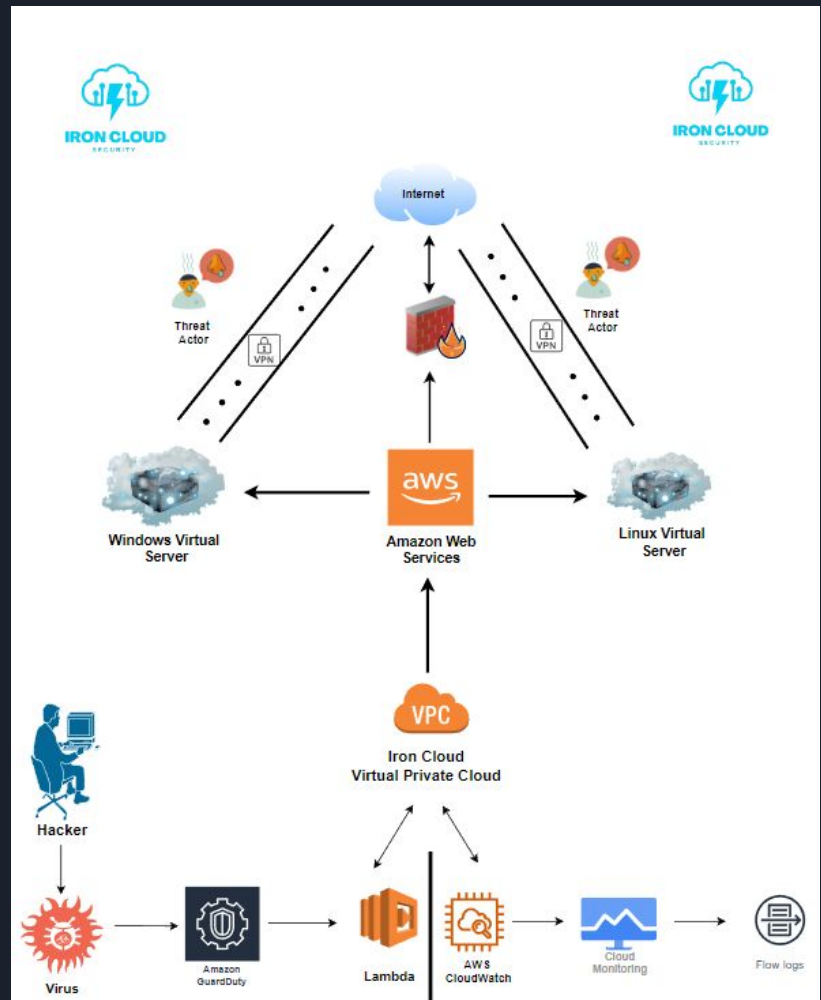 IRON CLOUD
SECURITY
IRON CLOUD
SECURITY
Internet
Threat
Actor
Threat
Actor
VPN
VPN
aws
Windows Virtual
Server
Amazon Web
Services
Linux Virtual
Server
VPC
Iron Cloud
Virtual Private Cloud
Hacker
Virus
Amazon
GuardDuty
Lambda
AWS
CloudWatch
Cloud
Monitoring
Flow logs